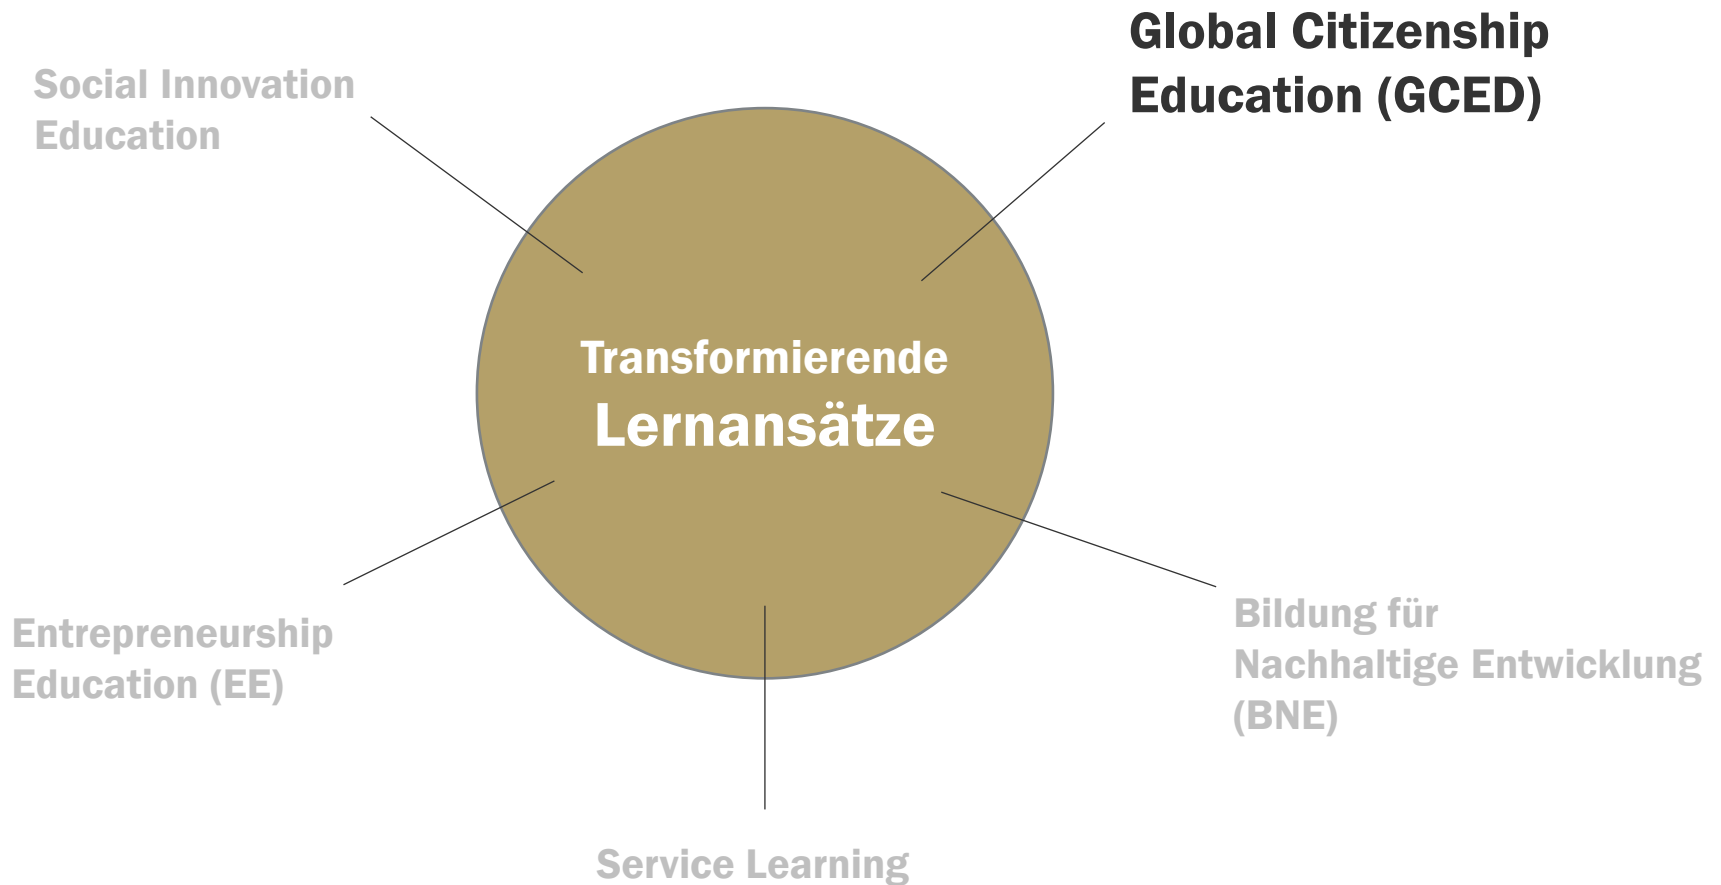 Global Citizenship
Education (GCED)
Social Innovation
Education
Transformierende
Lernansätze
Entrepreneurship
Education (EE)
Bildung für
Nachhaltige Entwicklung
(BNE)
Service Learning